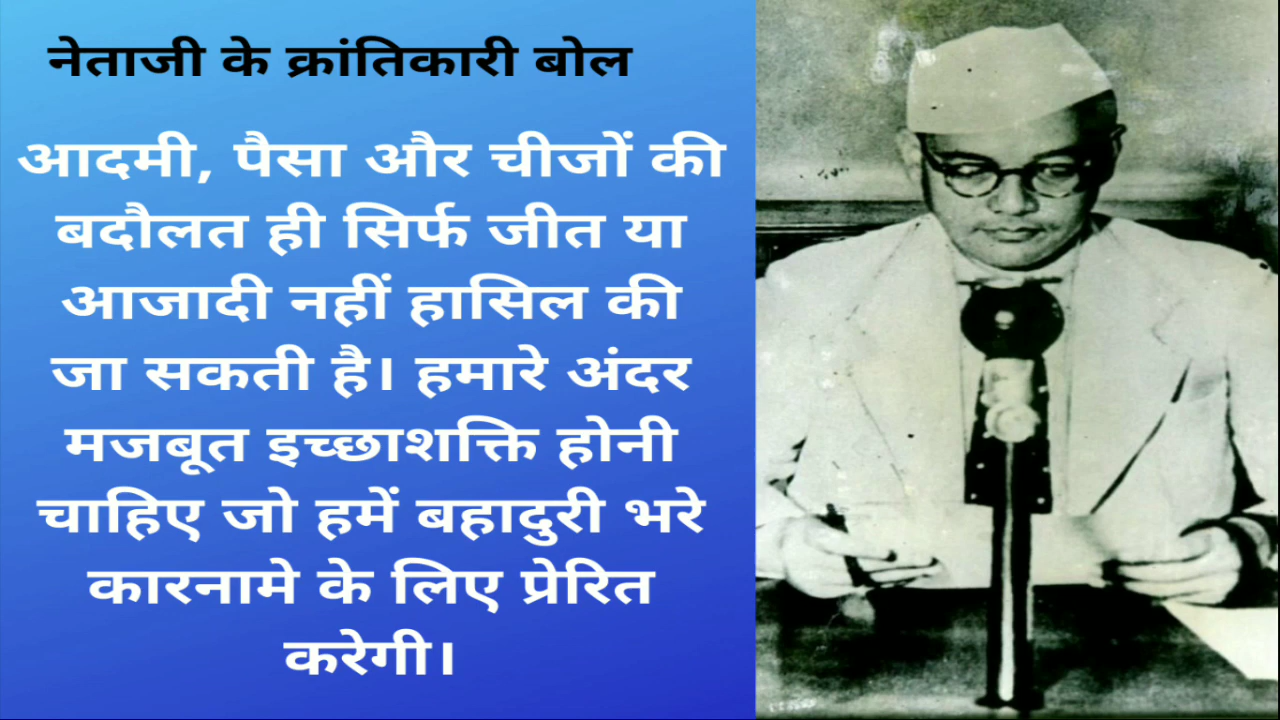 नेताजी के क्रांतिकारी बोल
आदमी, पैसा और चीजों की
बदौलत ही सिर्फ जीत या
आजादी नहीं हासिल की
जा सकती है। हमारे अंदर
मजबूत इच्छाशक्ति होनी
चाहिए जो हमें बहादुरी भरे
कारनामे के लिए प्रेरित
करेगी।